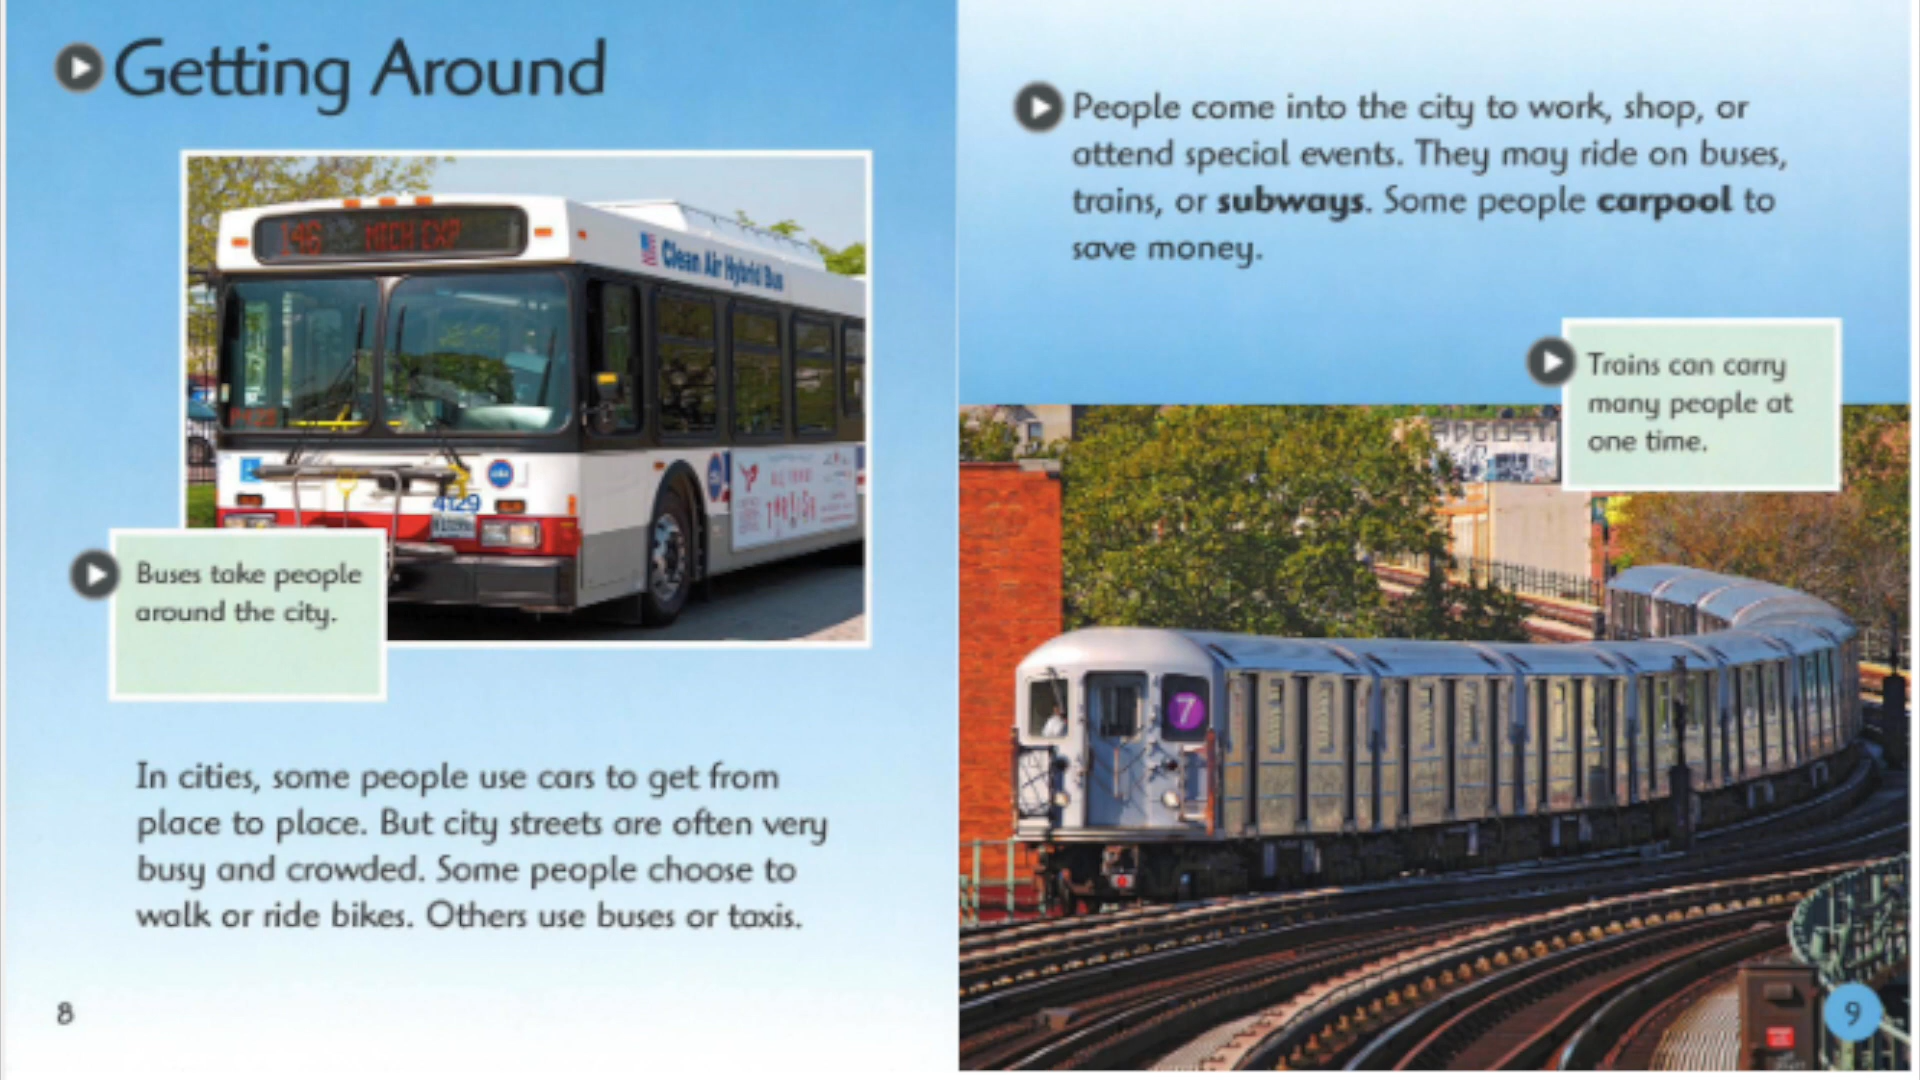 Getting Around
146 MICH EXP
Clean Air Hybrid Bus
4129
Buses take people
around the city.
In cities, some people use cars to get from
place to place. But city streets are often very
busy and crowded. Some people choose to
walk or ride bikes. Others use buses or taxis.
8
People come into the city to work, shop, or
attend special events. They may ride on buses,
trains, or subways. Some people carpool to
save money.
Trains can carry
many people at
one time.
7
9